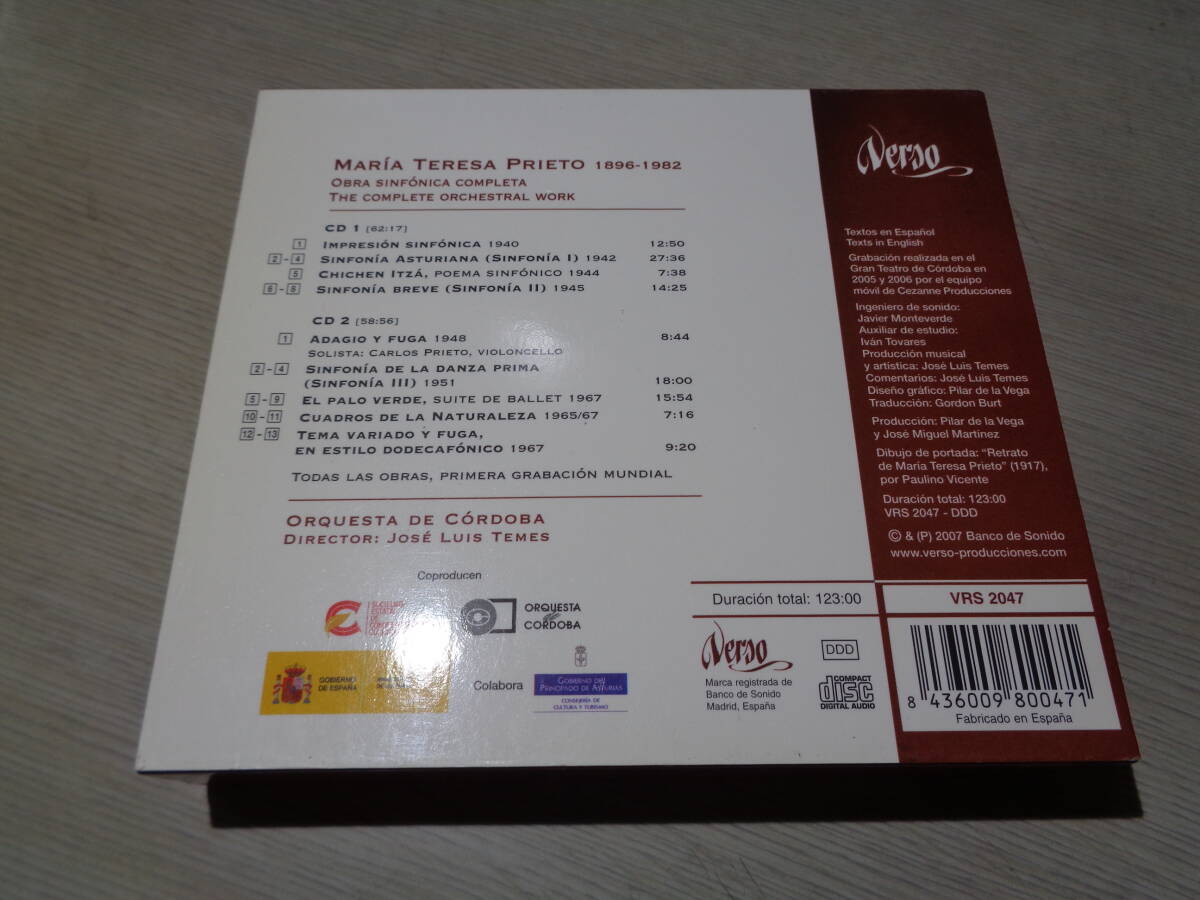 MARÍA TERESA PRIETO 1896-1982
OBRA SINFÓNICA COMPLETA
THE COMPLETE ORCHESTRAL WORK
CD 1 [62:17]
1 IMPRESIÓN SINFÓNICA 1940 12:50
2-4 SINFONÍA ASTURIANA (SINFONÍA I) 1942 27:36
5 CHICHEN ITZÁ, POEMA SINFÓNICO 1944 7:38
6-8 SINFONÍA BREVE (SINFONÍA II) 1945 14:25
CD 2 [58:56]
1 ADAGIO Y FUGA 1948 8:44
SOLISTA: CARLOS PRIETO, VIOLONCELLO
2-4 SINFONÍA DE LA DANZA PRIMA
(SINFONÍA III) 1951 18:00
5-9 EL PALO VERDE, SUITE DE BALLET 1967 15:54
10-11 CUADROS DE LA NATURALEZA 1965/67 7:16
12-13 TEMA VARIADO Y FUGA,
EN ESTILO DODECAFÓNICO 1967 9:20
TODAS LAS OBRAS, PRIMERA GRABACIÓN MUNDIAL
ORQUESTA DE CÓRDOBA
DIRECTOR: JOSÉ LUIS TEMES
Coproducen
ORQUESTA
de
CÓRDOBA
GOBIERNO
DE ESPAÑA
Colabora
GOBIERNO DEL
PRINCIPADO DE ASTURIAS
CONSEJERÍA DE
CULTURA Y TURISMO
Verso
Textos en Español
Texts in English
Grabación realizada en el
Gran Teatro de Córdoba en
2005 y 2006 por el equipo
móvil de Cezanne Producciones
Ingeniero de sonido:
Javier Monteverde
Auxiliar de estudio:
Iván Tovares
Producción musical
y artística: José Luis Temes
Comentarios: José Luis Temes
Diseño gráfico: Pilar de la Vega
Traducción: Gordon Burt
Producción: Pilar de la Vega
y José Miguel Martínez
Dibujo de portada: "Retrato
de María Teresa Prieto" (1917),
por Paulino Vicente
Duración total: 123:00
VRS 2047 - DDD
© & (P) 2007 Banco de Sonido
www.verso-producciones.com
Duración total: 123:00
VRS 2047
Verso
Marca registrada de
Banco de Sonido
Madrid, España
DDD
COMPACT
disc
DIGITAL AUDIO
8 436009 800471
Fabricado en España